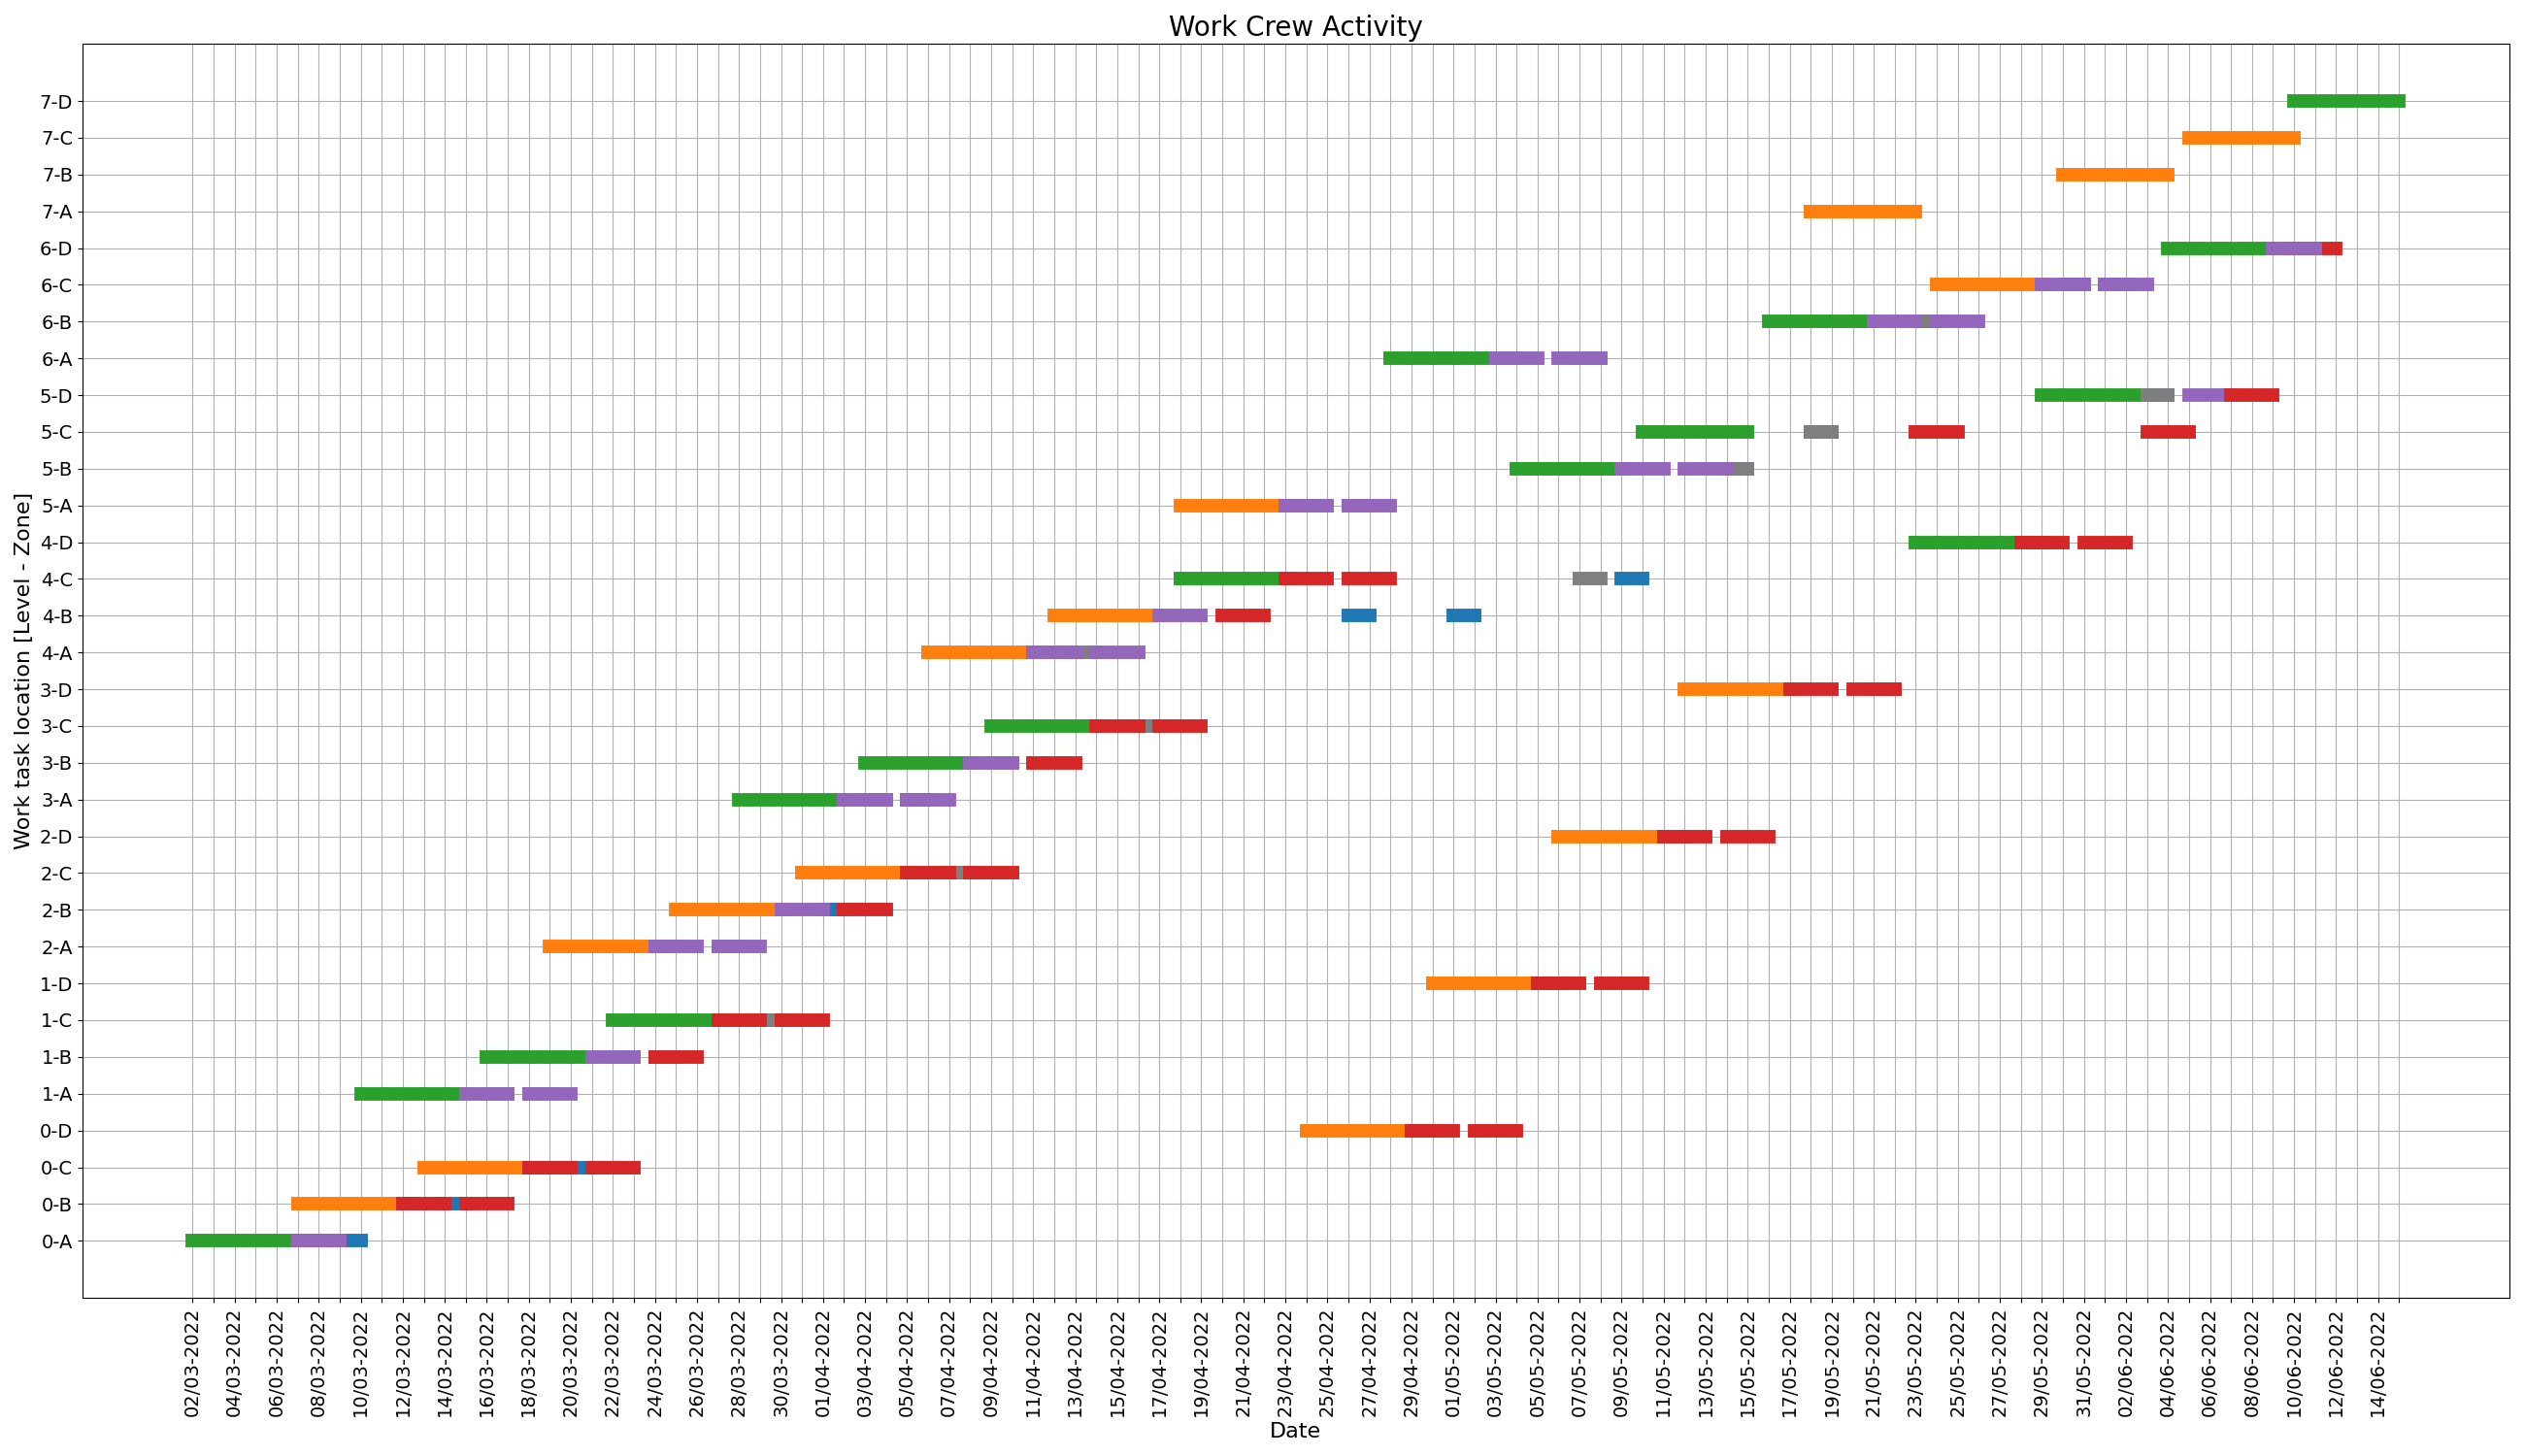 Work Crew Activity
Work task location [Level - Zone]
7-D
7-C
7-B
7-A
6-D
6-C
6-B
6-A
5-D
5-C
5-B
5-A
4-D
4-C
4-B
4-A
3-D
3-C
3-B
3-A
2-D
2-C
2-B
2-A
1-D
1-C
1-B
1-A
0-D
0-C
0-B
0-A
02/03-2022
04/03-2022
06/03-2022
08/03-2022
10/03-2022
12/03-2022
14/03-2022
16/03-2022
18/03-2022
20/03-2022
22/03-2022
24/03-2022
26/03-2022
28/03-2022
30/03-2022
01/04-2022
03/04-2022
05/04-2022
07/04-2022
09/04-2022
11/04-2022
13/04-2022
15/04-2022
17/04-2022
19/04-2022
21/04-2022
23/04-2022
25/04-2022
27/04-2022
29/04-2022
01/05-2022
03/05-2022
05/05-2022
07/05-2022
09/05-2022
11/05-2022
13/05-2022
15/05-2022
17/05-2022
19/05-2022
21/05-2022
23/05-2022
25/05-2022
27/05-2022
29/05-2022
31/05-2022
02/06-2022
04/06-2022
06/06-2022
08/06-2022
10/06-2022
12/06-2022
14/06-2022
Date